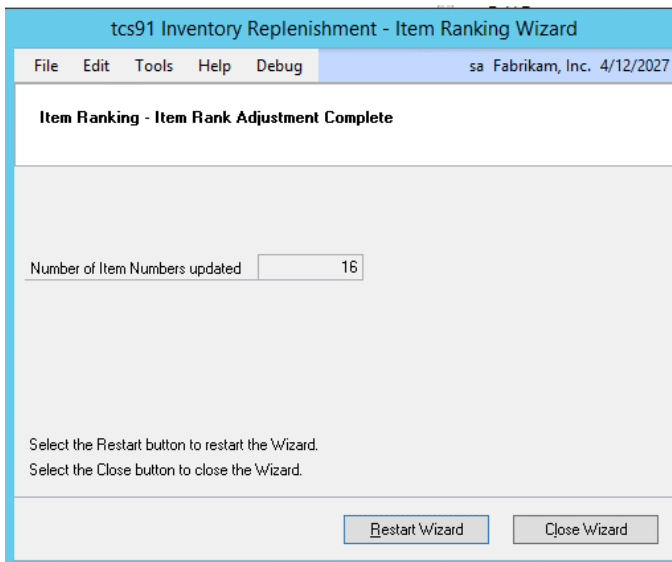 tcs91 Inventory Replenishment - Item Ranking Wizard
File Edit Tools Help Debug sa Fabrikam, Inc. 4/12/2027
Item Ranking - Item Rank Adjustment Complete
Number of Item Numbers updated 16
Select the Restart button to restart the Wizard.
Select the Close button to close the Wizard.
Restart Wizard Close Wizard